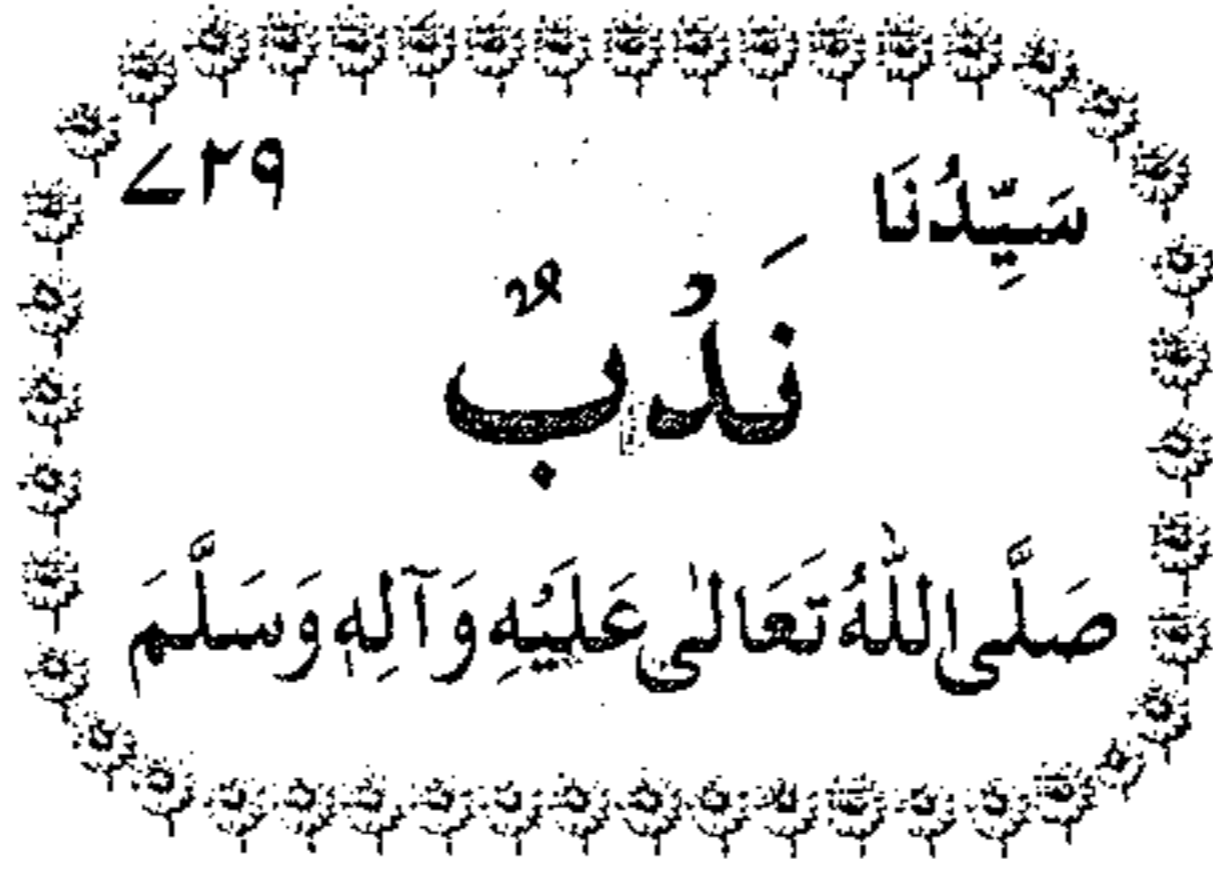 سَيِّدُنَا ۷۲۹
نَدُبٌ
صَلَّى اللّٰهُ تَعَالٰى عَلَيْهِ وَآلِهٖ وَسَلَّمَ